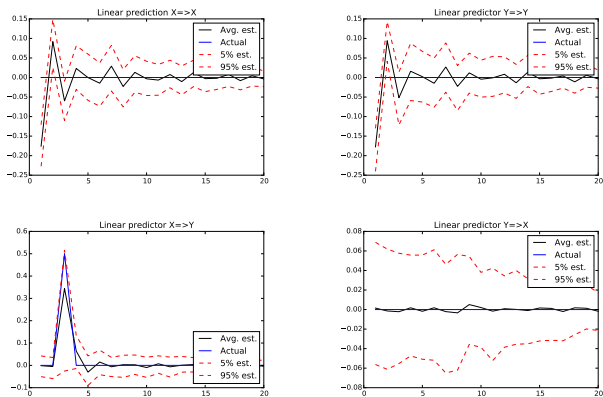 Linear prediction X=>X
0.15
0.10
0.05
0.00
−0.05
−0.10
−0.15
−0.20
−0.25
0 5 10 15 20
Avg. est.
Actual
5% est.
95% est.
Linear predictor Y=>Y
0.15
0.10
0.05
0.00
−0.05
−0.10
−0.15
−0.20
−0.25
0 5 10 15 20
Avg. est.
Actual
5% est.
95% est.
Linear predictor X=>Y
0.6
0.5
0.4
0.3
0.2
0.1
0.0
−0.1
0 5 10 15 20
Avg. est.
Actual
5% est.
95% est.
Linear predictor Y=>X
0.08
0.06
0.04
0.02
0.00
−0.02
−0.04
−0.06
−0.08
0 5 10 15 20
Avg. est.
Actual
5% est.
95% est.